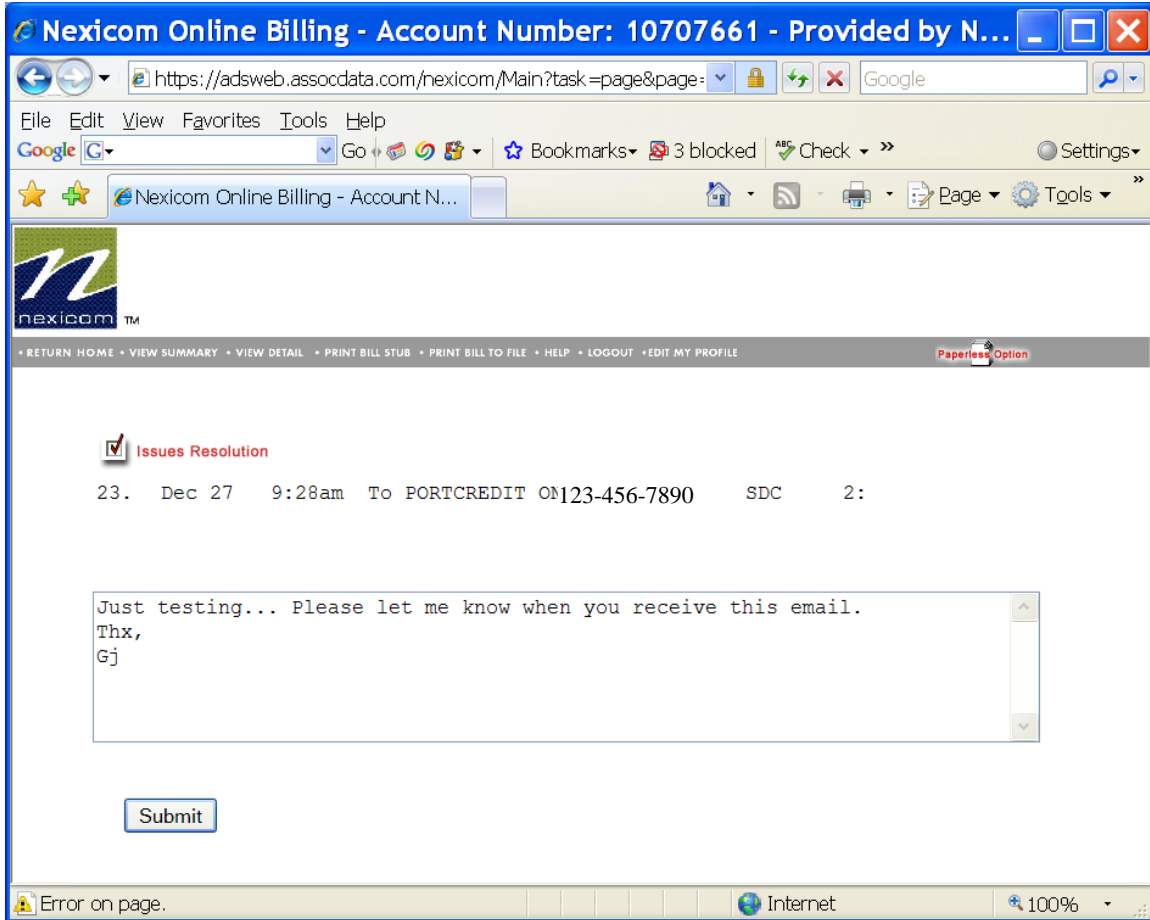 Nexicom Online Billing - Account Number: 10707661 - Provided by N...
https://adsweb.assocdata.com/nexicom/Main?task=page&page= Google
File Edit View Favorites Tools Help
Google G Go Bookmarks 3 blocked ABC Check » Settings
Nexicom Online Billing - Account N... Page Tools »
nexicom TM
• RETURN HOME • VIEW SUMMARY • VIEW DETAIL • PRINT BILL STUB • PRINT BILL TO FILE • HELP • LOGOUT •EDIT MY PROFILE Paperless Option
Issues Resolution
23. Dec 27 9:28am To PORTCREDIT ON123-456-7890 SDC 2:
Just testing... Please let me know when you receive this email.
Thx,
Gj
Submit
Error on page. Internet 100%